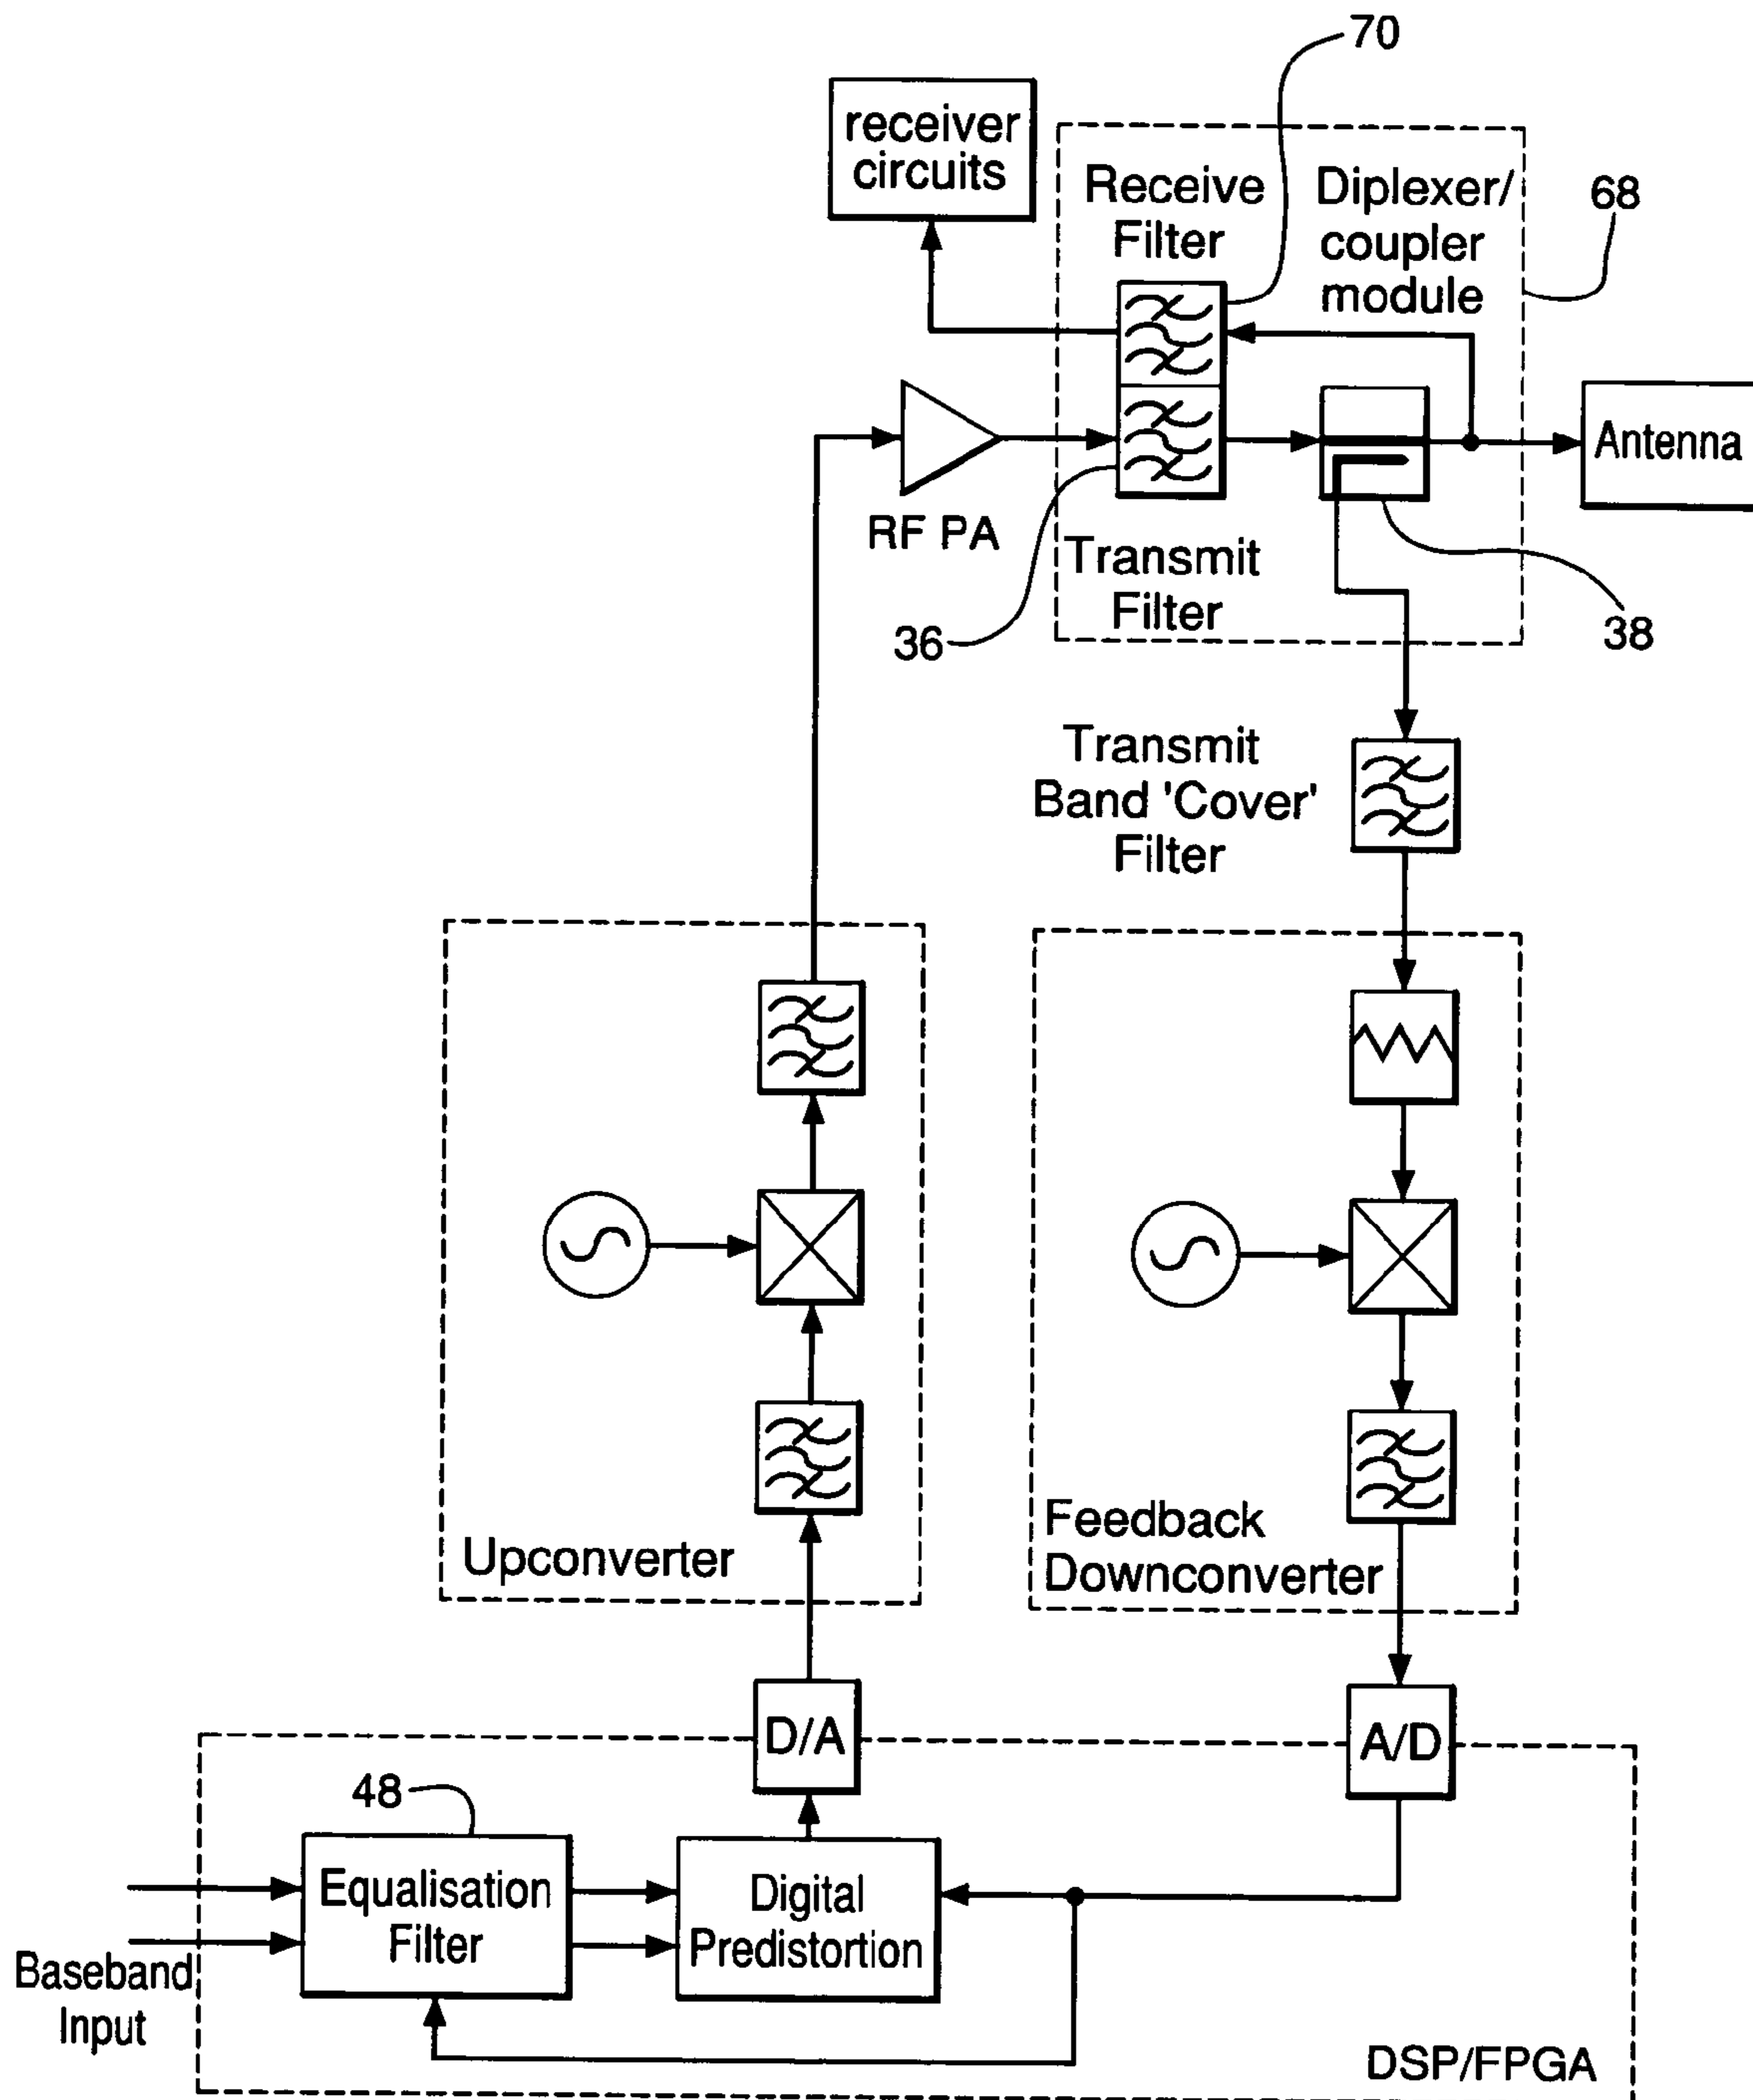 70
receiver
circuits
Receive
Filter
Diplexer/
coupler
module
68
Antenna
RF PA
Transmit
Filter
36
38
Transmit
Band 'Cover'
Filter
Upconverter
Feedback
Downconverter
D/A
A/D
48
Equalisation
Filter
Digital
Predistortion
Baseband
Input
DSP/FPGA